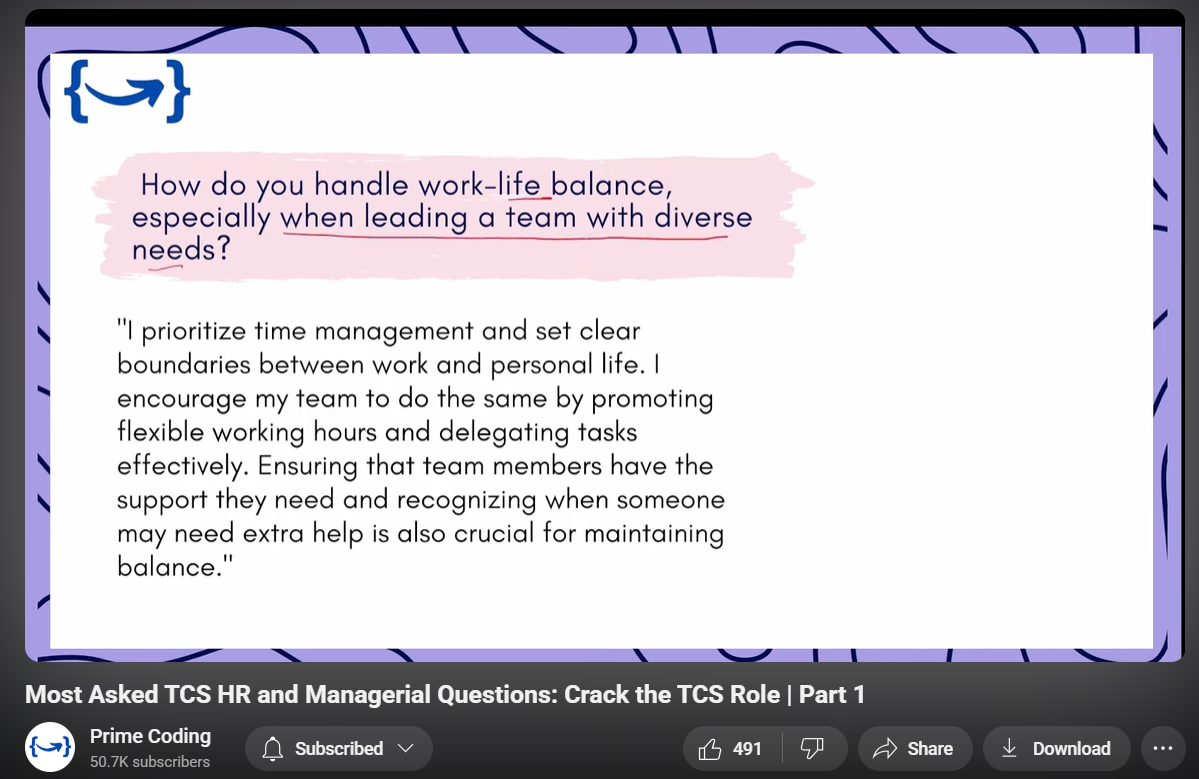 How do you handle work-life balance,
especially when leading a team with diverse
needs?
"I prioritize time management and set clear
boundaries between work and personal life. I
encourage my team to do the same by promoting
flexible working hours and delegating tasks
effectively. Ensuring that team members have the
support they need and recognizing when someone
may need extra help is also crucial for maintaining
balance."
Most Asked TCS HR and Managerial Questions: Crack the TCS Role | Part 1
Prime Coding
50.7K subscribers
Subscribed
491
Share
Download